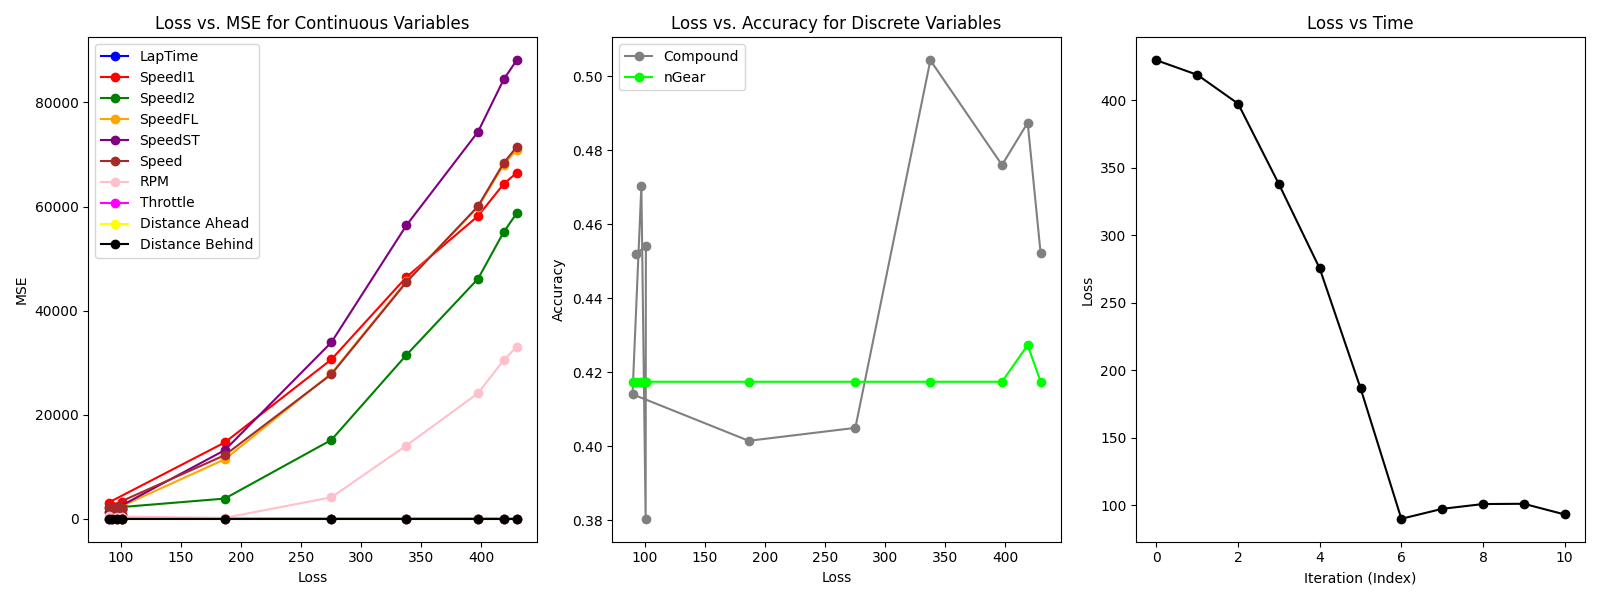 Loss vs. MSE for Continuous Variables
LapTime
SpeedI1
SpeedI2
SpeedFL
SpeedST
Speed
RPM
Throttle
Distance Ahead
Distance Behind
80000
60000
40000
20000
0
MSE
100 150 200 250 300 350 400
Loss
Loss vs. Accuracy for Discrete Variables
Compound
nGear
0.50
0.48
0.46
0.44
0.42
0.40
0.38
Accuracy
100 150 200 250 300 350 400
Loss
Loss vs Time
400
350
300
250
200
150
100
Loss
0 2 4 6 8 10
Iteration (Index)